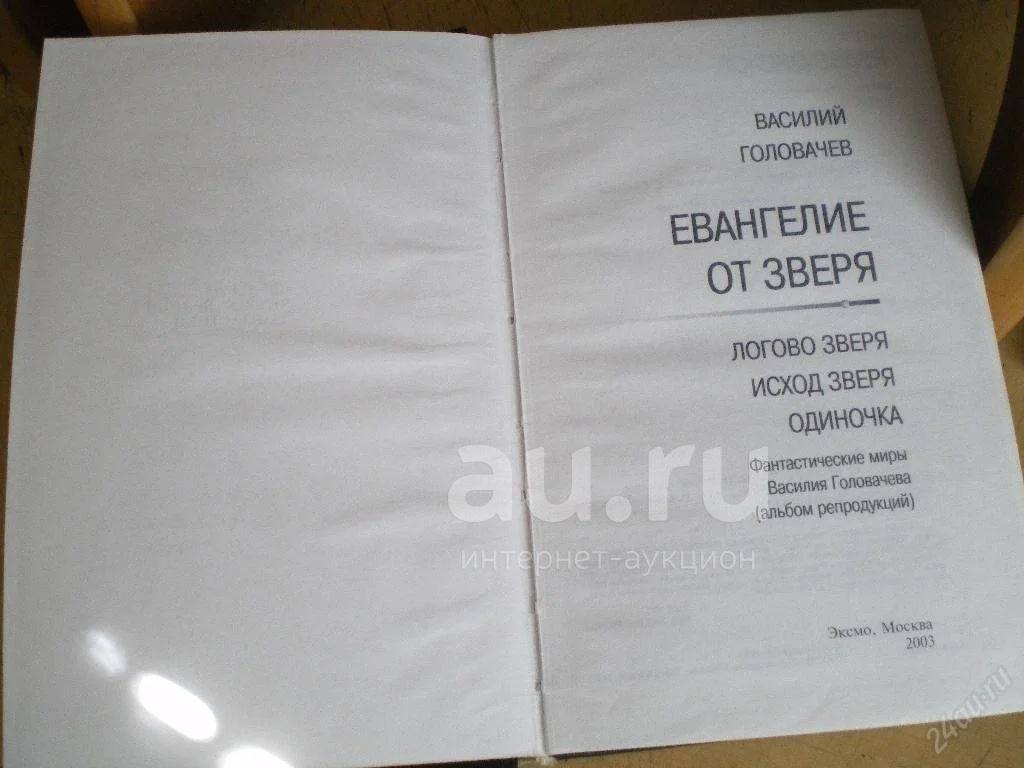 ВАСИЛИЙ
ГОЛОВАЧЕВ
ЕВАНГЕЛИЕ
ОТ ЗВЕРЯ
ЛОГОВО ЗВЕРЯ
ИСХОД ЗВЕРЯ
ОДИНОЧКА
Фантастические миры
Василия Головачева
(альбом репродукций)
au.ru
интернет-аукцион
Эксмо, Москва
2003
24au.ru